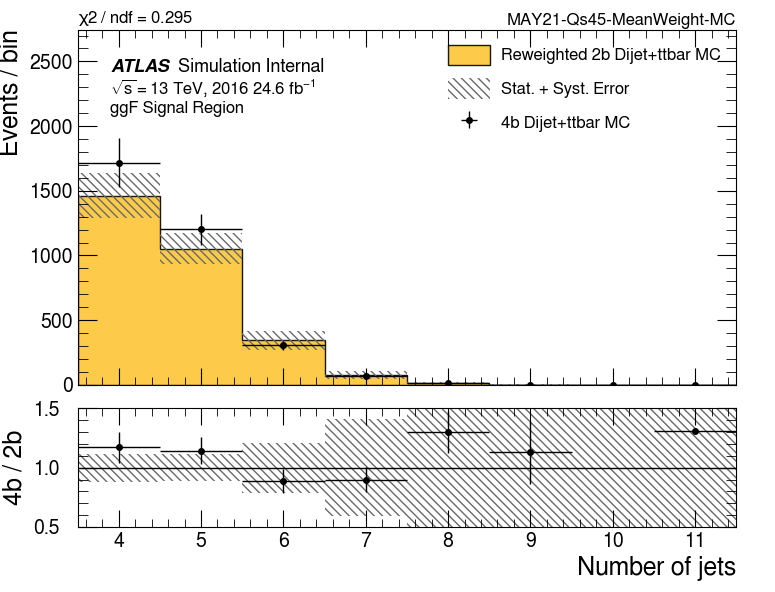 χ2 / ndf = 0.295
MAY21-Qs45-MeanWeight-MC
Events / bin
2500
2000
1500
1000
500
0
ATLAS Simulation Internal
√s = 13 TeV, 2016 24.6 fb⁻¹
ggF Signal Region
Reweighted 2b Dijet+ttbar MC
Stat. + Syst. Error
4b Dijet+ttbar MC
4b / 2b
1.5
1.0
0.5
4 5 6 7 8 9 10 11
Number of jets